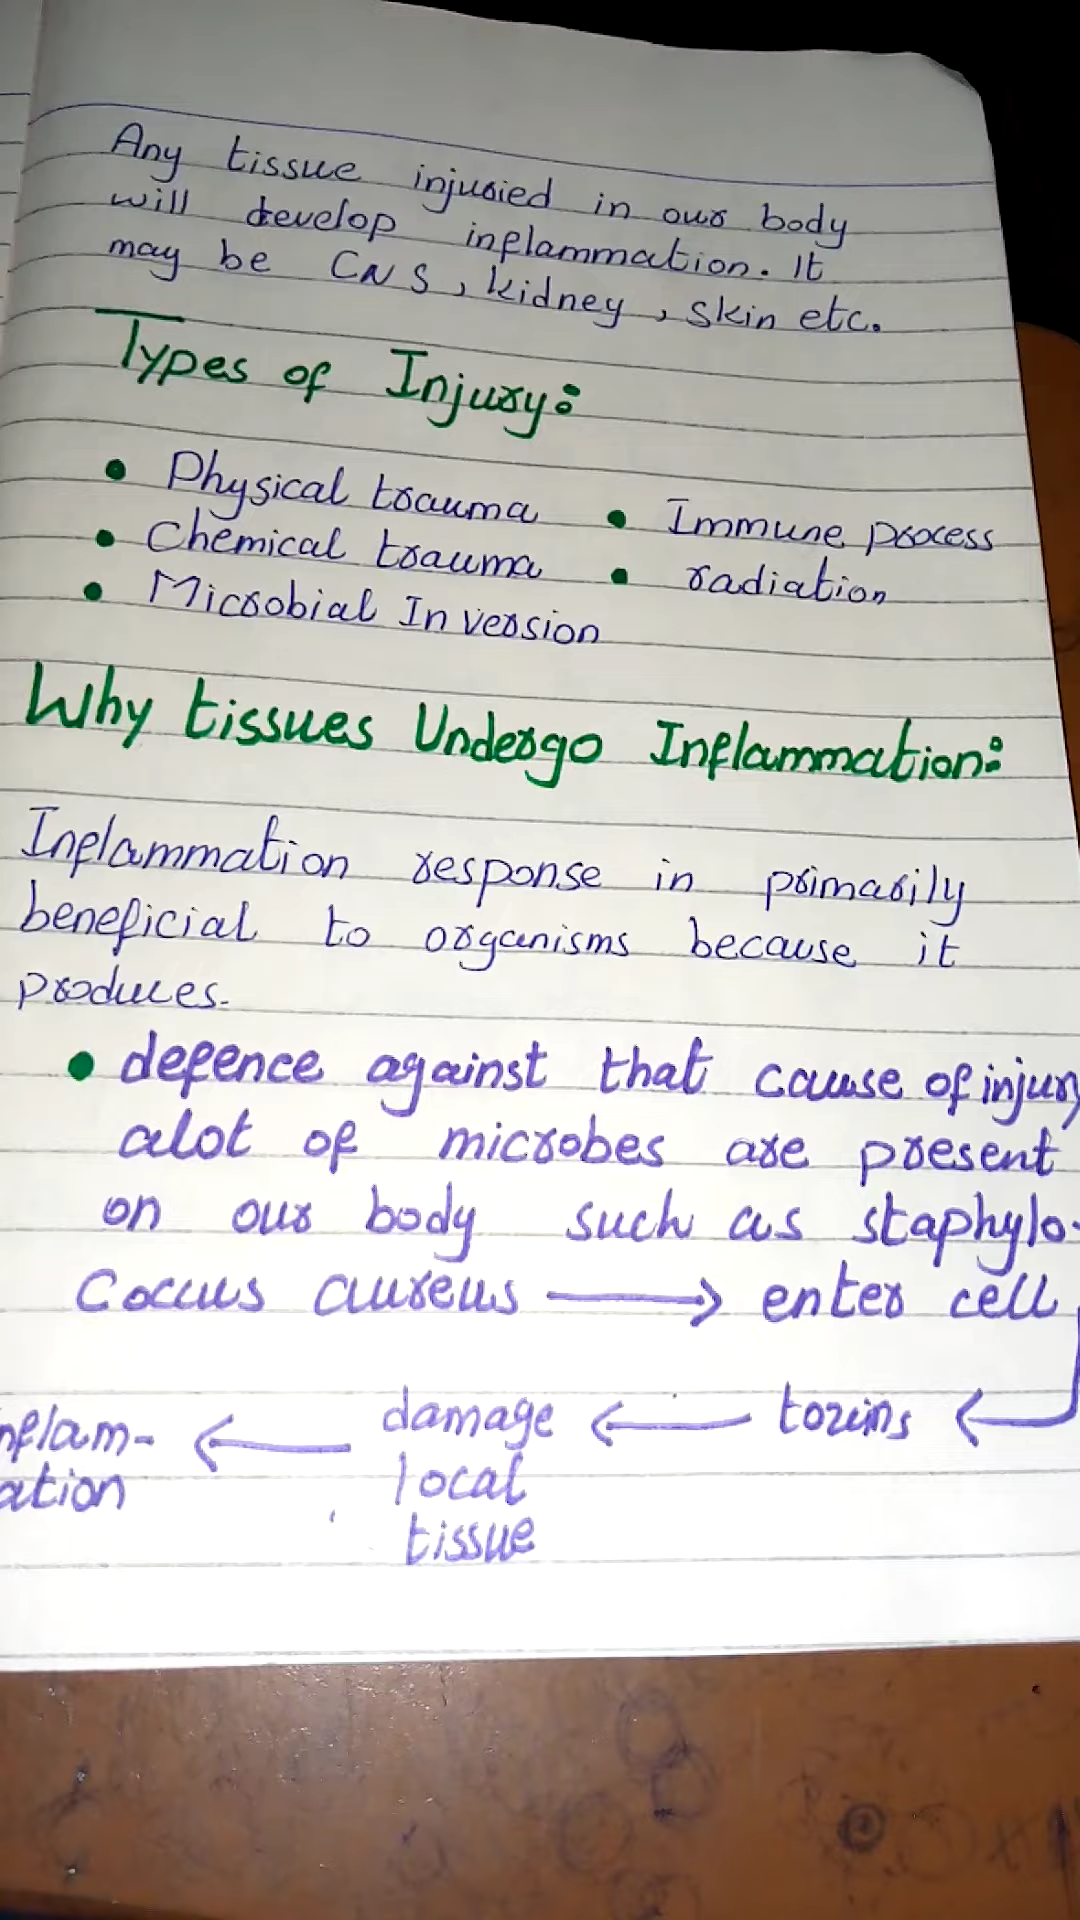 Any tissue injuried in our body
will develop inflammation. It
may be CNS, kidney, skin etc.
Types of Injury:
• Physical trauma • Immune process
• Chemical trauma • radiation
• Microbial Inversion
Why tissues Undergo Inflammation:
Inflammation response in primarily
beneficial to organisms because it
produces.
• defence against that cause of injury
alot of microbes are present
on our body such as staphylo-
Coccus aureus → enter cell
nflam- ← damage ← toxins ←
ation local
tissue